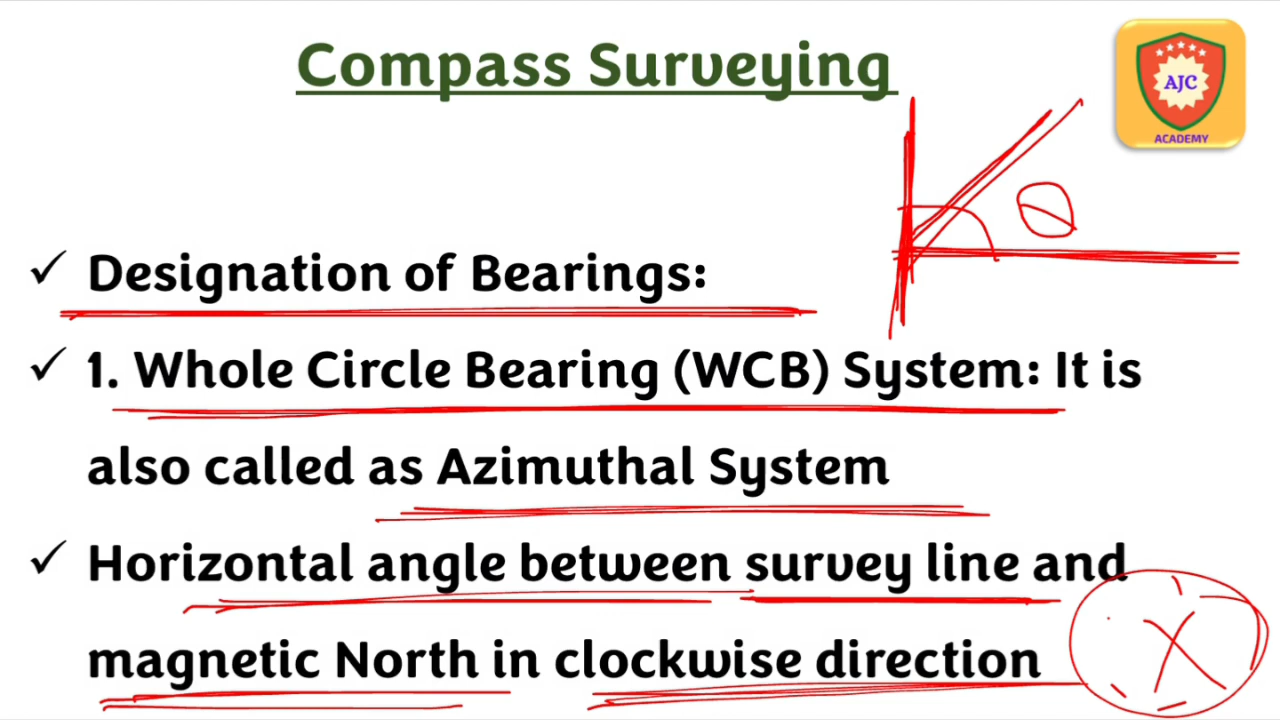 Compass Surveying
AJC
ACADEMY
θ
✓ Designation of Bearings:
✓ 1. Whole Circle Bearing (WCB) System: It is
also called as Azimuthal System
✓ Horizontal angle between survey line and
magnetic North in clockwise direction
X